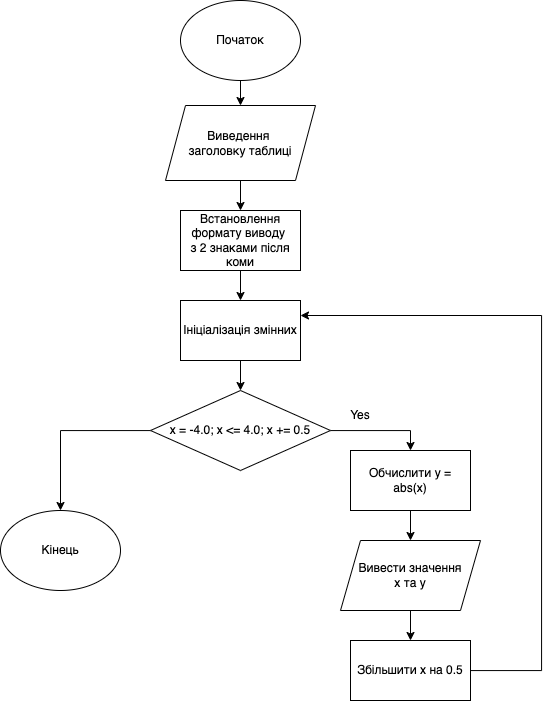 Початок
Виведення
заголовку таблиці
Встановлення
формату виводу
з 2 знаками після
коми
Ініціалізація змінних
x = -4.0; x <= 4.0; x += 0.5
Yes
Обчислити y =
abs(x)
Кінець
Вивести значення
x та y
Збільшити x на 0.5